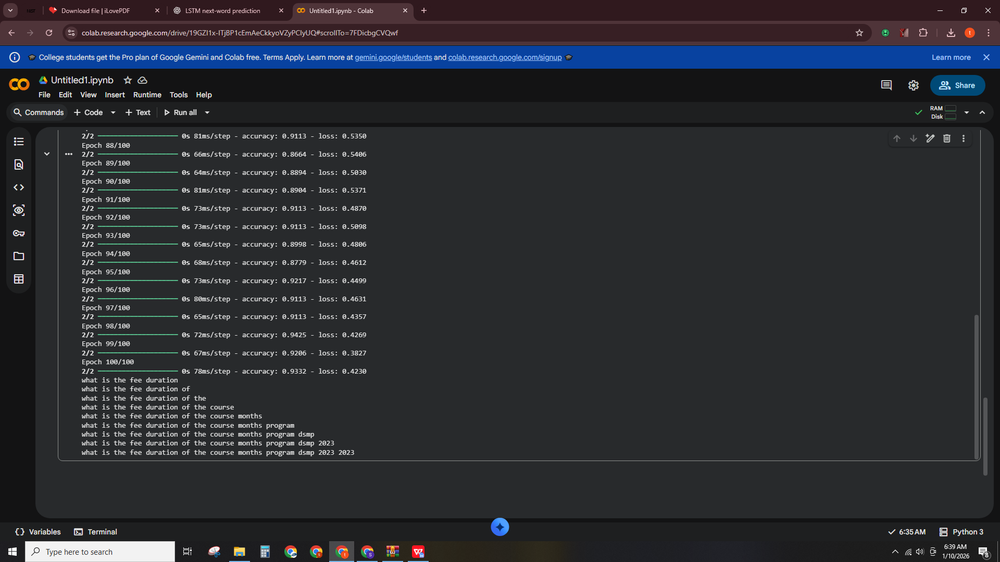 NIST
Download file | iLovePDF
LSTM next-word prediction
Untitled1.ipynb - Colab
colab.research.google.com/drive/19GZI1x-ITjBP1cEmAeCkkyoVZyPCIyUQ#scrollTo=7FDicbgCVQwf
t
College students get the Pro plan of Google Gemini and Colab free. Terms Apply. Learn more at gemini.google/students and colab.research.google.com/signup
Learn more
CO
Untitled1.ipynb
Share
File Edit View Insert Runtime Tools Help
Commands + Code + Text Run all
RAM
Disk
2/2 0s 81ms/step - accuracy: 0.9113 - loss: 0.5350
Epoch 88/100
2/2 0s 66ms/step - accuracy: 0.8664 - loss: 0.5406
Epoch 89/100
2/2 0s 64ms/step - accuracy: 0.8894 - loss: 0.5030
Epoch 90/100
2/2 0s 81ms/step - accuracy: 0.8904 - loss: 0.5371
Epoch 91/100
2/2 0s 73ms/step - accuracy: 0.9113 - loss: 0.4870
Epoch 92/100
2/2 0s 73ms/step - accuracy: 0.9113 - loss: 0.5098
Epoch 93/100
2/2 0s 65ms/step - accuracy: 0.8998 - loss: 0.4806
Epoch 94/100
2/2 0s 68ms/step - accuracy: 0.8779 - loss: 0.4612
Epoch 95/100
2/2 0s 73ms/step - accuracy: 0.9217 - loss: 0.4499
Epoch 96/100
2/2 0s 80ms/step - accuracy: 0.9113 - loss: 0.4631
Epoch 97/100
2/2 0s 65ms/step - accuracy: 0.9113 - loss: 0.4357
Epoch 98/100
2/2 0s 72ms/step - accuracy: 0.9425 - loss: 0.4269
Epoch 99/100
2/2 0s 67ms/step - accuracy: 0.9206 - loss: 0.3827
Epoch 100/100
2/2 0s 78ms/step - accuracy: 0.9332 - loss: 0.4230
what is the fee duration
what is the fee duration of
what is the fee duration of the
what is the fee duration of the course
what is the fee duration of the course months
what is the fee duration of the course months program
what is the fee duration of the course months program dsmp
what is the fee duration of the course months program dsmp 2023
what is the fee duration of the course months program dsmp 2023 2023
Variables Terminal
6:35 AM Python 3
Type here to search
6:39 AM
1/10/2026
8